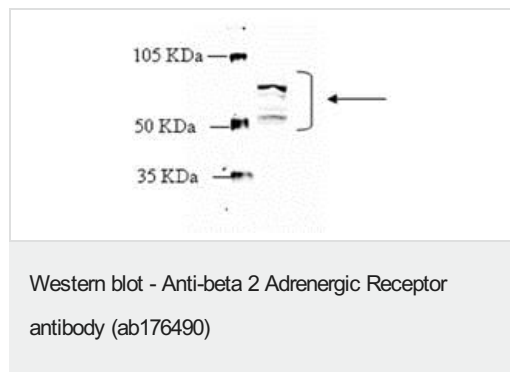 105 KDa
50 KDa
35 KDa
Western blot - Anti-beta 2 Adrenergic Receptor
antibody (ab176490)